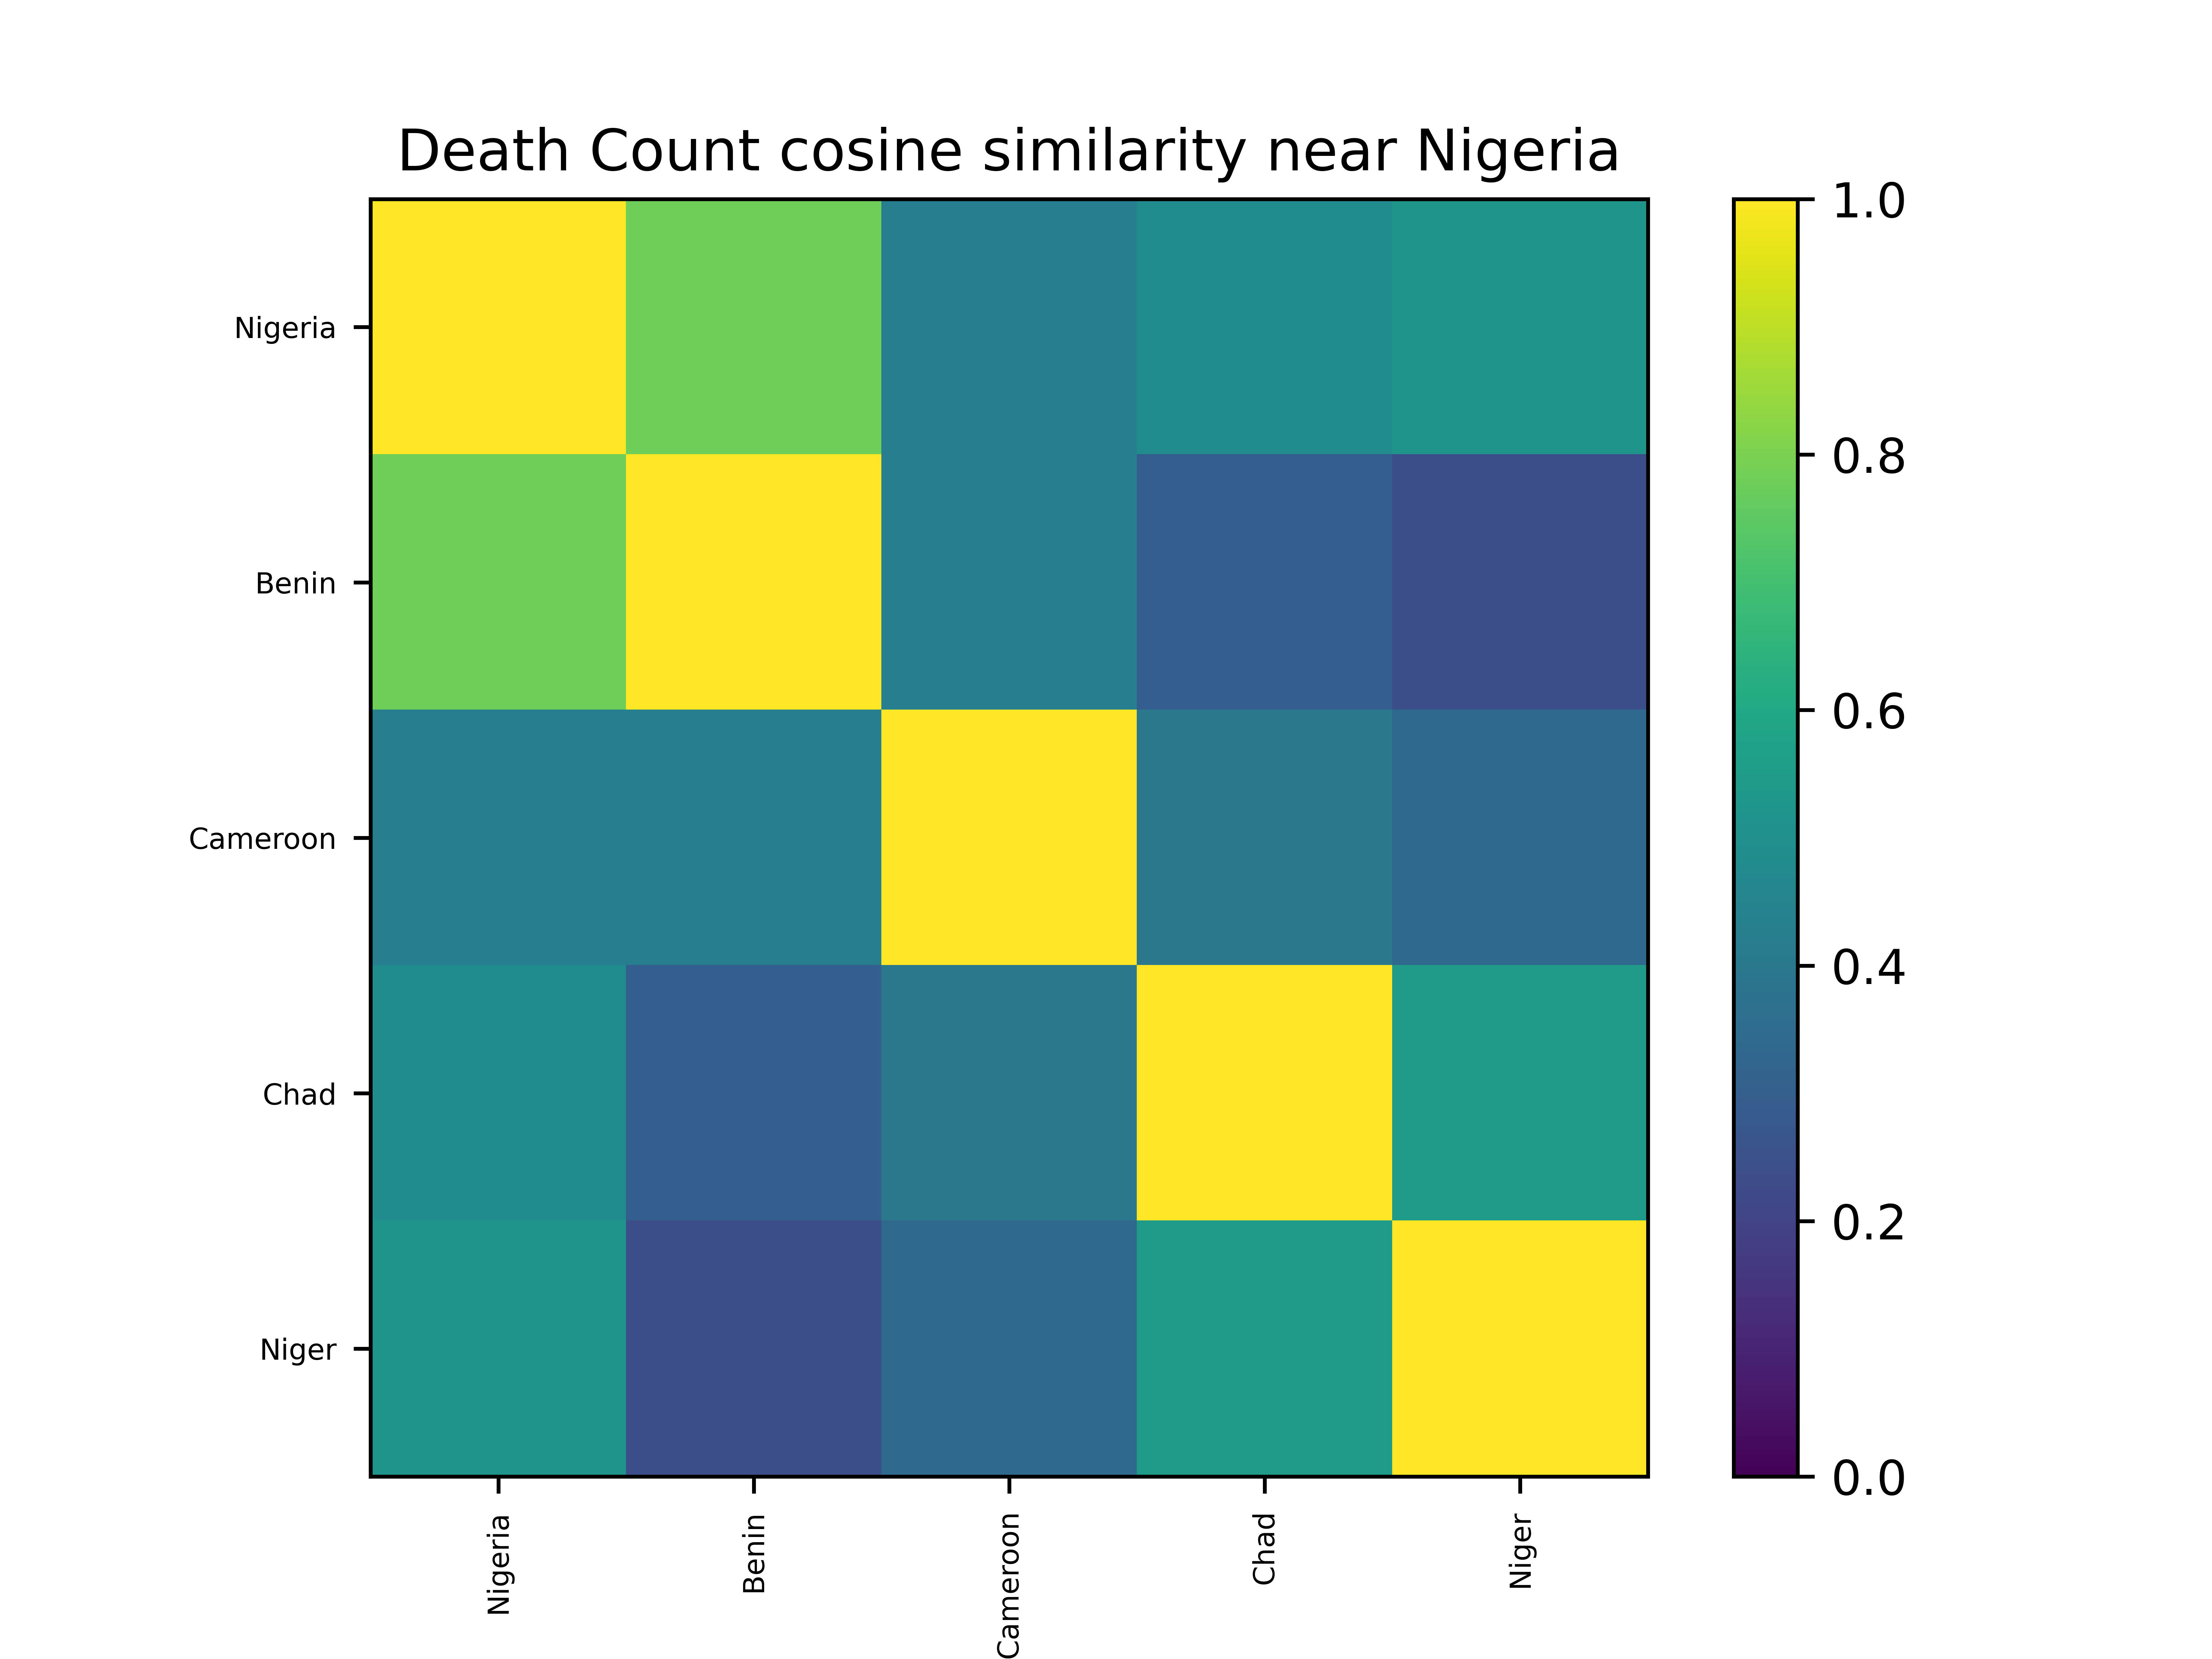 Death Count cosine similarity near Nigeria
Nigeria
Benin
Cameroon
Chad
Niger
Nigeria
Benin
Cameroon
Chad
Niger
1.0
0.8
0.6
0.4
0.2
0.0